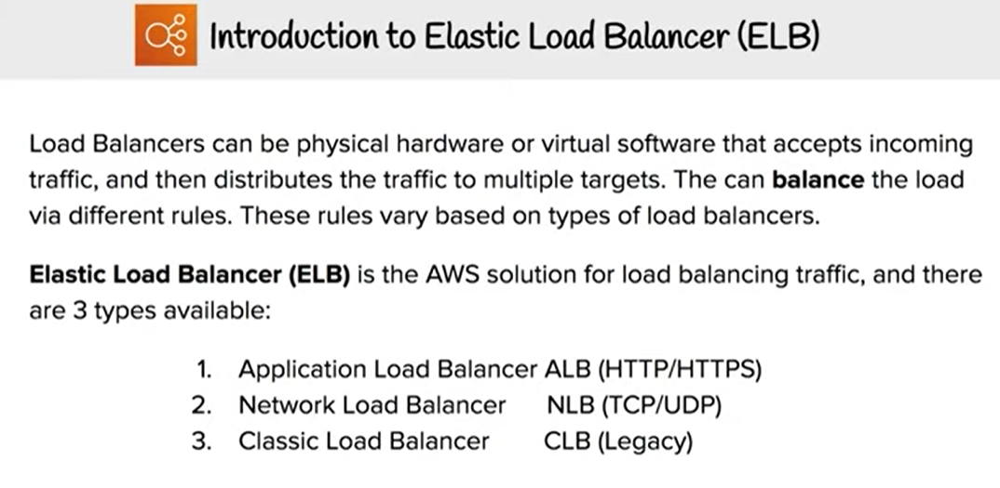 Introduction to Elastic Load Balancer (ELB)
Load Balancers can be physical hardware or virtual software that accepts incoming
traffic, and then distributes the traffic to multiple targets. The can balance the load
via different rules. These rules vary based on types of load balancers.
Elastic Load Balancer (ELB) is the AWS solution for load balancing traffic, and there
are 3 types available:
1. Application Load Balancer ALB (HTTP/HTTPS)
2. Network Load Balancer NLB (TCP/UDP)
3. Classic Load Balancer CLB (Legacy)